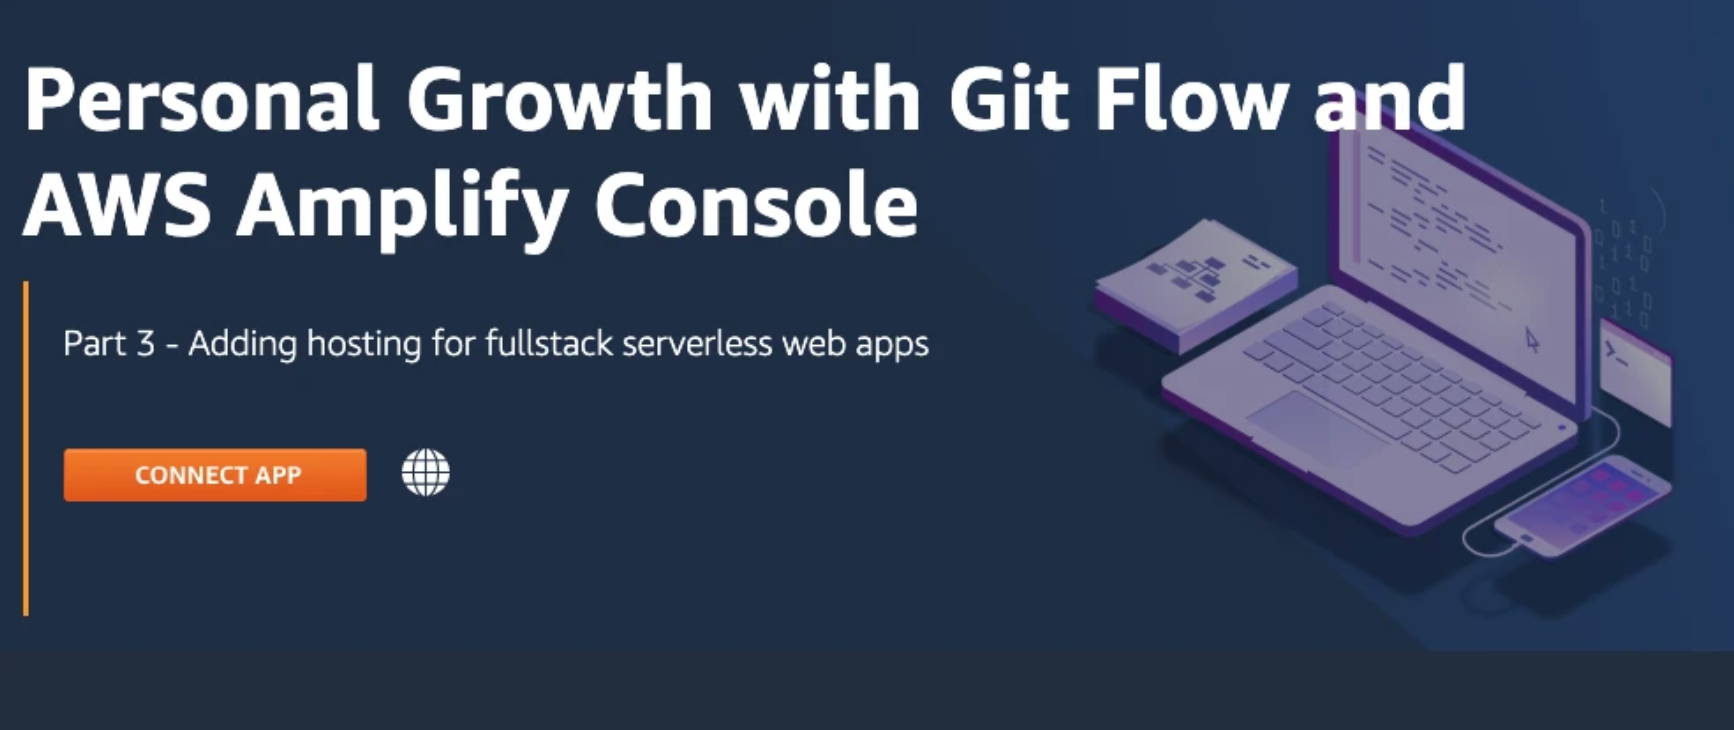 Personal Growth with Git Flow and
AWS Amplify Console
Part 3 - Adding hosting for fullstack serverless web apps
CONNECT APP